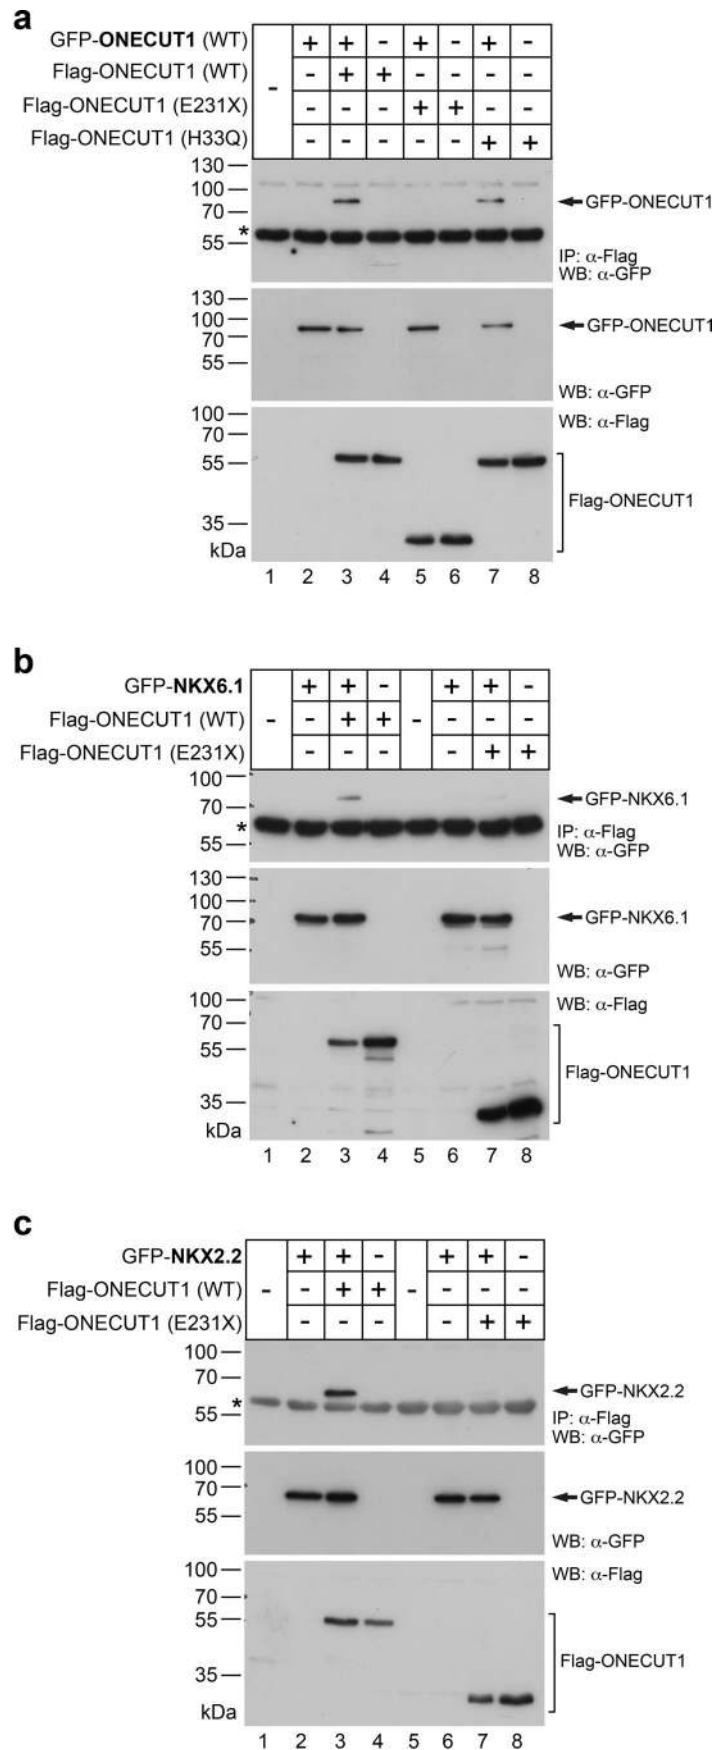 a
GFP-ONECUT1 (WT) - + + - + - + -
Flag-ONECUT1 (WT) - + + - - - -
Flag-ONECUT1 (E231X) - - - + + - -
Flag-ONECUT1 (H33Q) - - - - - + +
130
100
70
* 55
GFP-ONECUT1
IP: α-Flag
WB: α-GFP
130
100
70
55
GFP-ONECUT1
WB: α-GFP
100
70
55
35
kDa
WB: α-Flag
Flag-ONECUT1
1 2 3 4 5 6 7 8
b
GFP-NKX6.1 + + - + + -
Flag-ONECUT1 (WT) - - + + - - - -
Flag-ONECUT1 (E231X) - - - - + +
100
70
* 55
GFP-NKX6.1
IP: α-Flag
WB: α-GFP
130
100
70
55
GFP-NKX6.1
WB: α-GFP
100
70
55
35
kDa
WB: α-Flag
Flag-ONECUT1
1 2 3 4 5 6 7 8
c
GFP-NKX2.2 + + - + + -
Flag-ONECUT1 (WT) - - + + - - - -
Flag-ONECUT1 (E231X) - - - - + +
100
70
* 55
GFP-NKX2.2
IP: α-Flag
WB: α-GFP
100
70
55
GFP-NKX2.2
WB: α-GFP
100
70
55
35
kDa
WB: α-Flag
Flag-ONECUT1
1 2 3 4 5 6 7 8